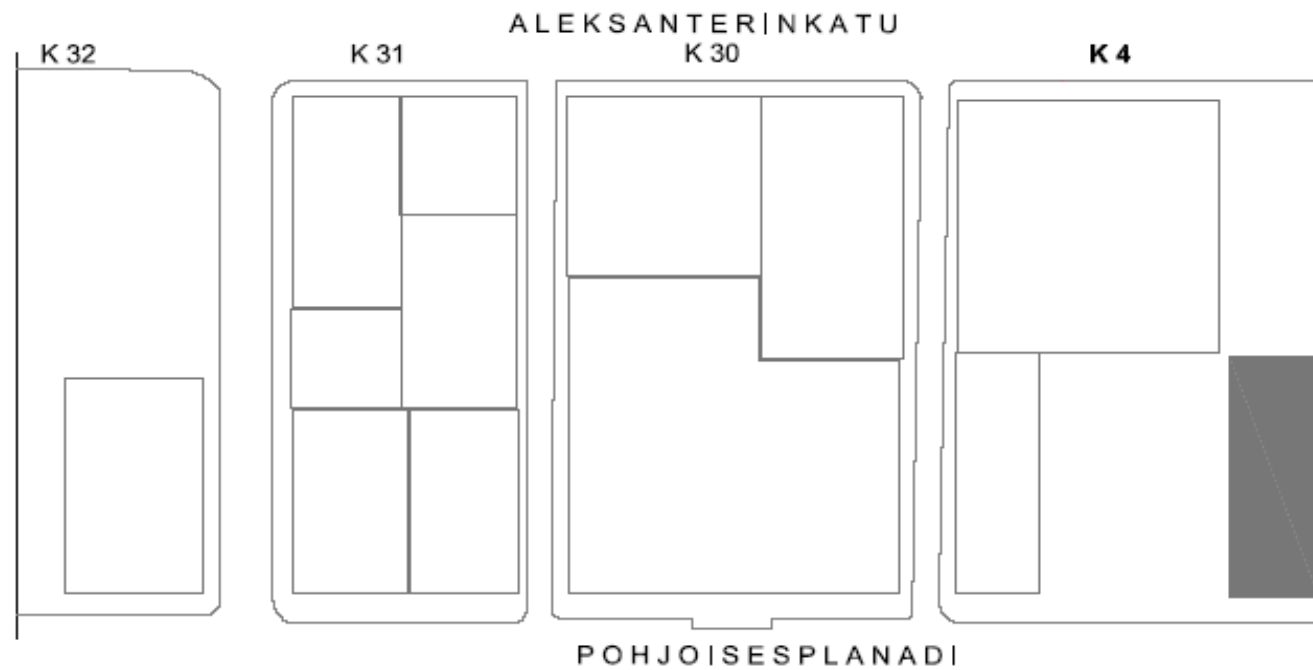 ALEKSANTERINKATU
K 32
K 31
K 30
K 4
POHJOISESPLANADI